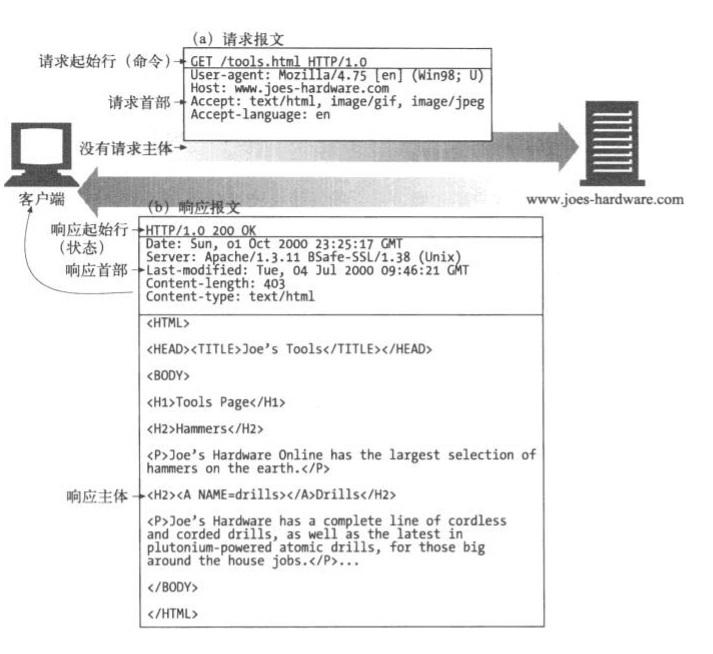 (a) 请求报文
请求起始行（命令） GET /tools.html HTTP/1.0
User-agent: Mozilla/4.75 [en] (Win98; U)
Host: www.joes-hardware.com
请求首部 Accept: text/html, image/gif, image/jpeg
Accept-language: en
没有请求主体
客户端
www.joes-hardware.com
(b) 响应报文
响应起始行 HTTP/1.0 200 OK
（状态） Date: Sun, 01 Oct 2000 23:25:17 GMT
Server: Apache/1.3.11 BSafe-SSL/1.38 (Unix)
响应首部 Last-modified: Tue, 04 Jul 2000 09:46:21 GMT
Content-length: 403
Content-type: text/html
<HTML>
<HEAD><TITLE>Joe's Tools</TITLE></HEAD>
<BODY>
<H1>Tools Page</H1>
<H2>Hammers</H2>
<P>Joe's Hardware Online has the largest selection of
hammers on the earth.</P>
响应主体 <H2><A NAME=drills></A>Drills</H2>
<P>Joe's Hardware has a complete line of cordless
and corded drills, as well as the latest in
plutonium-powered atomic drills, for those big
around the house jobs.</P>...
</BODY>
</HTML>